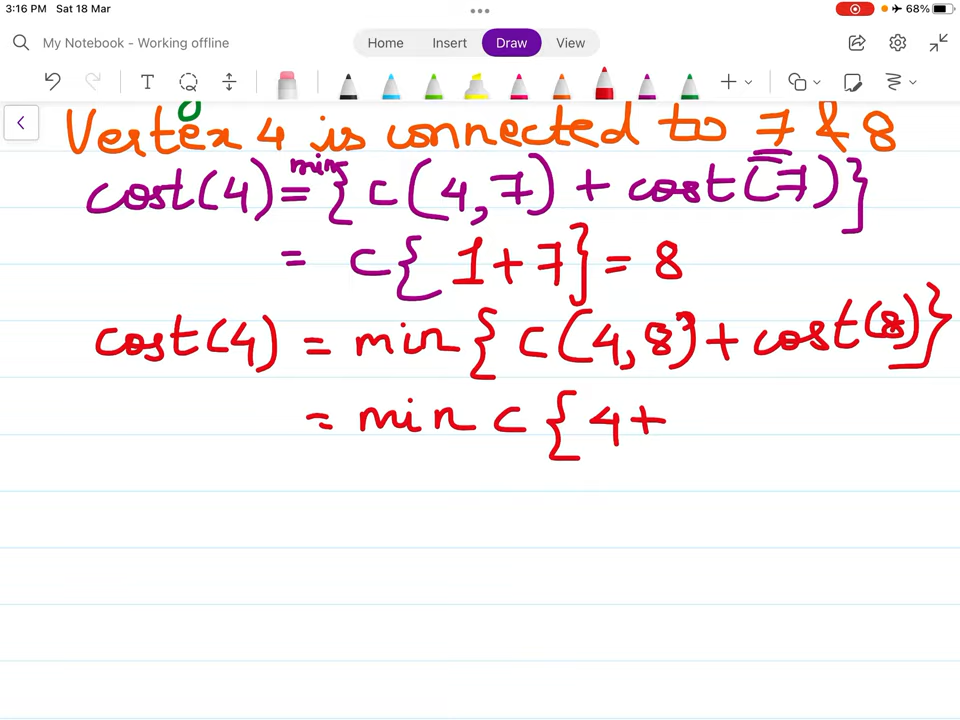 3:16 PM Sat 18 Mar
68%
My Notebook - Working offline
Home Insert Draw View
T
Vertex 4 is connected to 7 & 8
cost(4) = min{ c(4,7) + cost(7)}
= c{ 1+7} = 8
cost(4) = min{ c(4,8) + cost(8)}
= min c { 4+